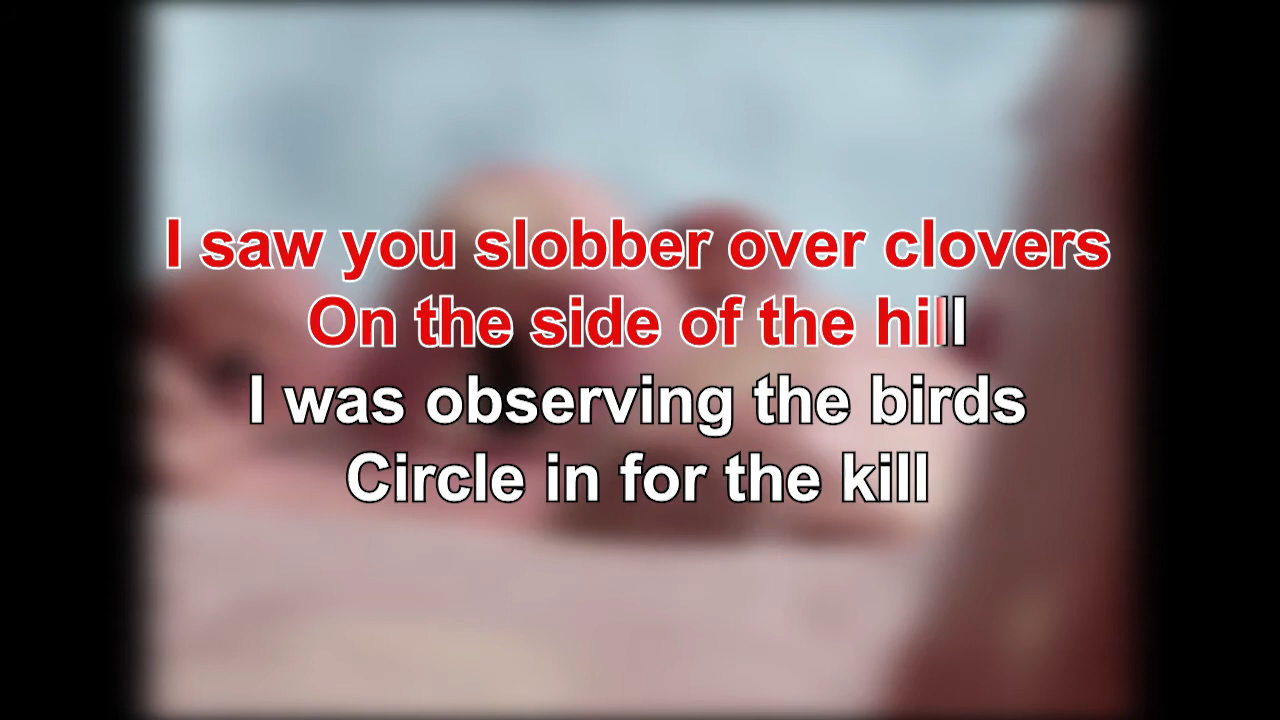 I saw you slobber over clovers
On the side of the hill
I was observing the birds
Circle in for the kill